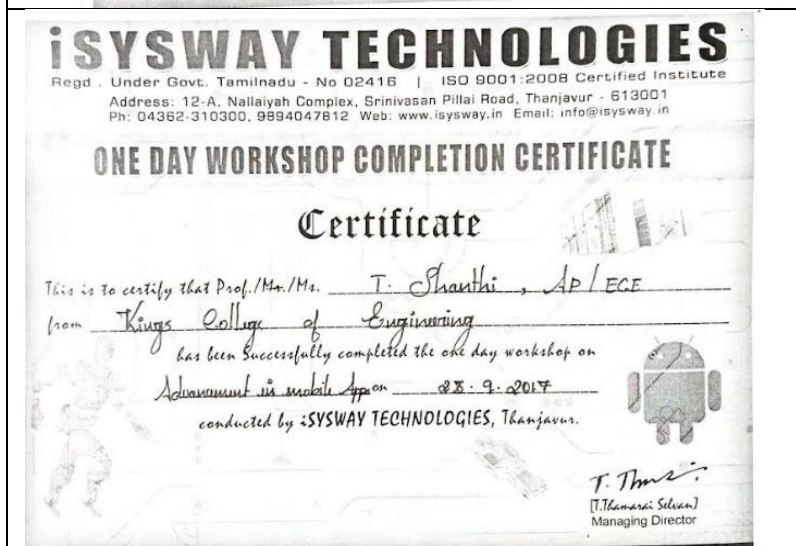 iSYSWAY TECHNOLOGIES
Regd . Under Govt. Tamilnadu - No 02416 | ISO 9001:2008 Certified Institute
Address: 12-A, Nallaiyah Complex, Srinivasan Pillai Road, Thanjavur - 613001
Ph: 04362-310300, 9894047812 Web: www.isysway.in Email: info@isysway.in
ONE DAY WORKSHOP COMPLETION CERTIFICATE
Certificate
This is to certify that Prof./Mr./Ms. T. Shanthi, AP/ECE
from Kings College of Engineering
has been Successfully completed the one day workshop on
Advancement in mobile App on 28.9.2017
conducted by iSYSWAY TECHNOLOGIES, Thanjavur.
[T.Thamarai Selvan]
Managing Director